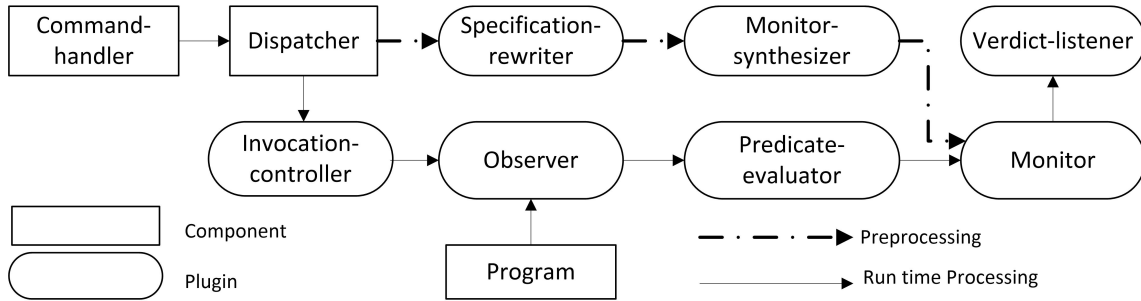 Command-
handler
Dispatcher
Specification-
rewriter
Monitor-
synthesizer
Verdict-listener
Invocation-
controller
Observer
Predicate-
evaluator
Monitor
Component
Plugin
Program
Preprocessing
Run time Processing